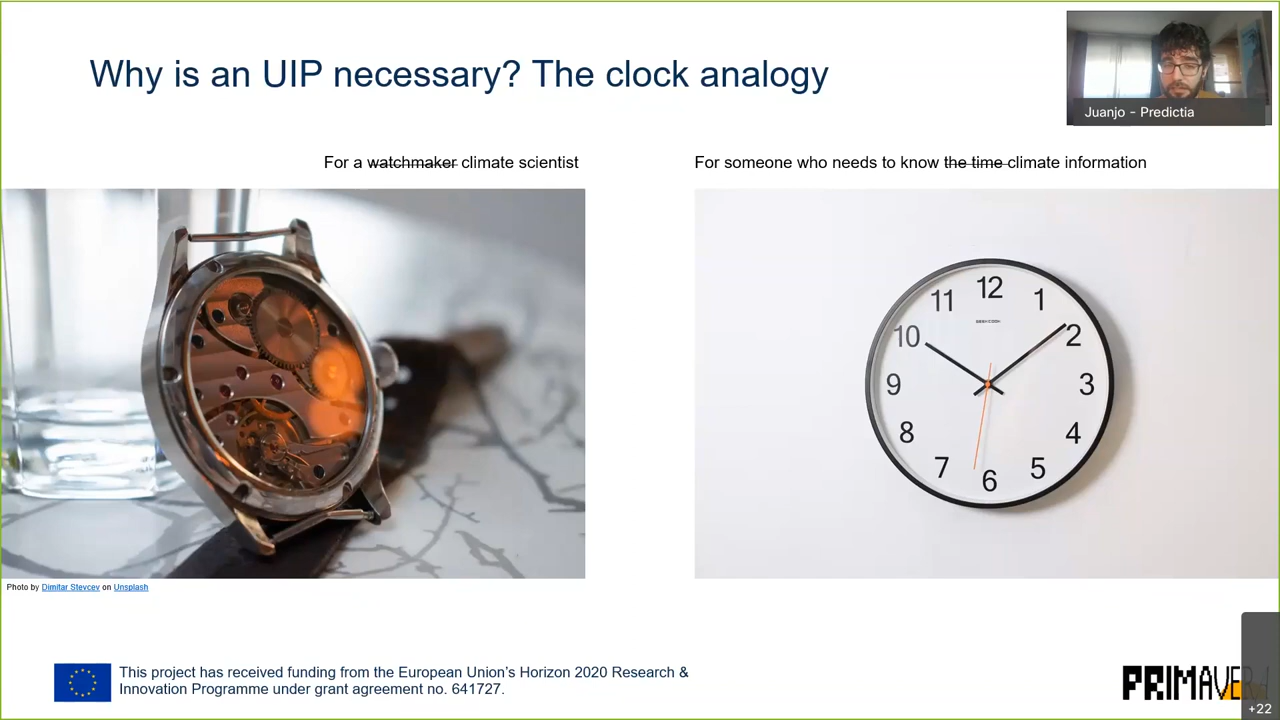 Why is an UIP necessary? The clock analogy
Juanjo - Predictia
For a watchmaker climate scientist
For someone who needs to know the time climate information
12
11
1
10
2
9
3
8
4
7
5
6
Photo by Dimitar Stevcev on Unsplash
This project has received funding from the European Union's Horizon 2020 Research &
Innovation Programme under grant agreement no. 641727.
+22